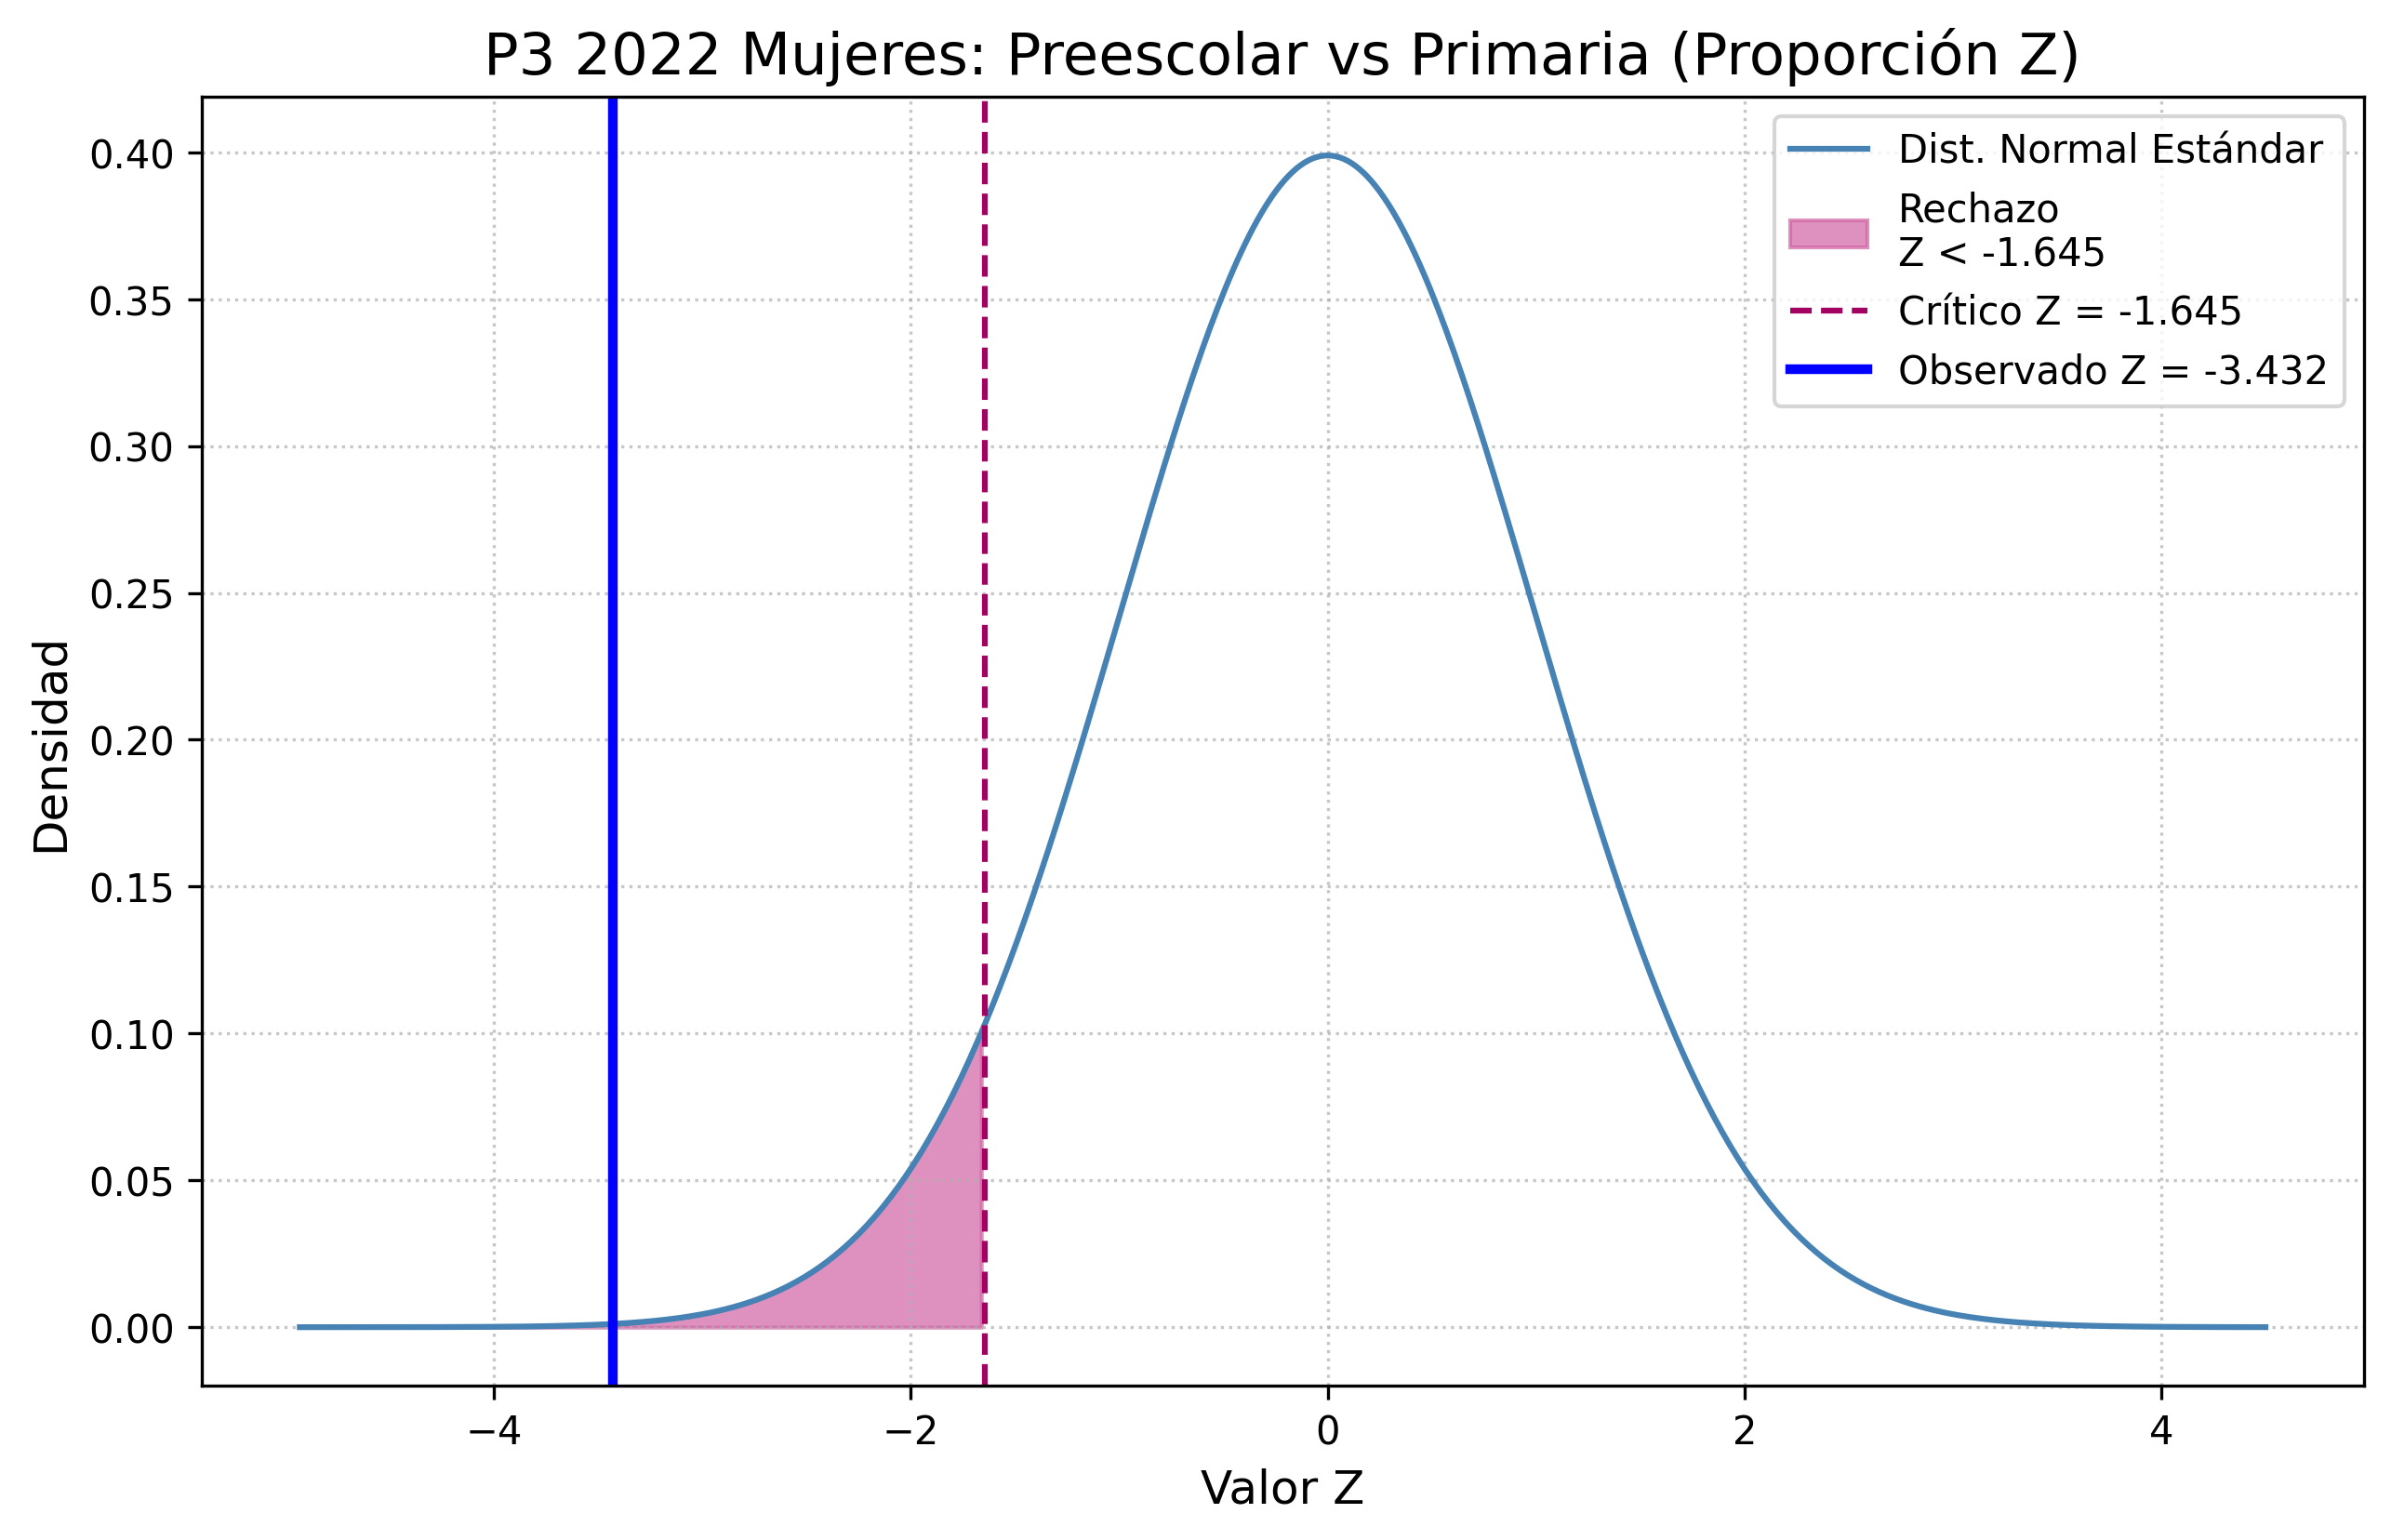 P3 2022 Mujeres: Preescolar vs Primaria (Proporción Z)
Dist. Normal Estándar
Rechazo
Z < -1.645
Crítico Z = -1.645
Observado Z = -3.432
0.40
0.35
0.30
0.25
0.20
0.15
0.10
0.05
0.00
Densidad
−4
−2
0
2
4
Valor Z